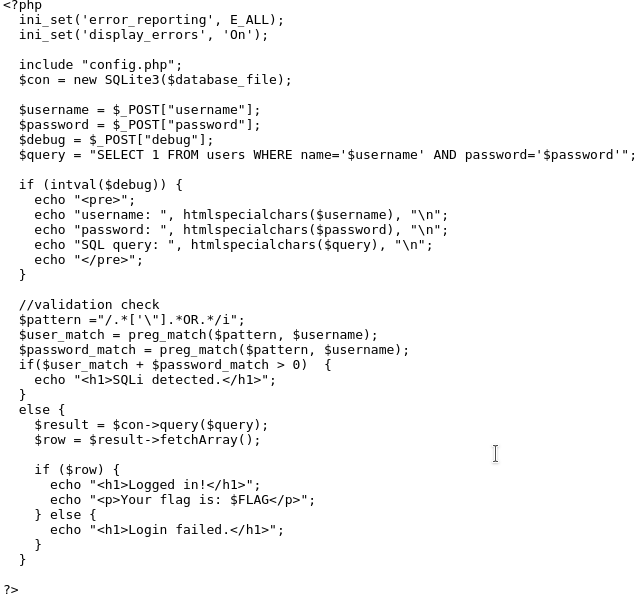 <?php
  ini_set('error_reporting', E_ALL);
  ini_set('display_errors', 'On');

  include "config.php";
  $con = new SQLite3($database_file);

  $username = $_POST["username"];
  $password = $_POST["password"];
  $debug = $_POST["debug"];
  $query = "SELECT 1 FROM users WHERE name='$username' AND password='$password'";

  if (intval($debug)) {
    echo "<pre>";
    echo "username: ", htmlspecialchars($username), "\n";
    echo "password: ", htmlspecialchars($password), "\n";
    echo "SQL query: ", htmlspecialchars($query), "\n";
    echo "</pre>";
  }

  //validation check
  $pattern ="/.*['\"].*OR.*/i";
  $user_match = preg_match($pattern, $username);
  $password_match = preg_match($pattern, $username);
  if($user_match + $password_match > 0)  {
    echo "<h1>SQLi detected.</h1>";
  }
  else {
    $result = $con->query($query);
    $row = $result->fetchArray();

    if ($row) {
      echo "<h1>Logged in!</h1>";
      echo "<p>Your flag is: $FLAG</p>";
    } else {
      echo "<h1>Login failed.</h1>";
    }
  }

?>